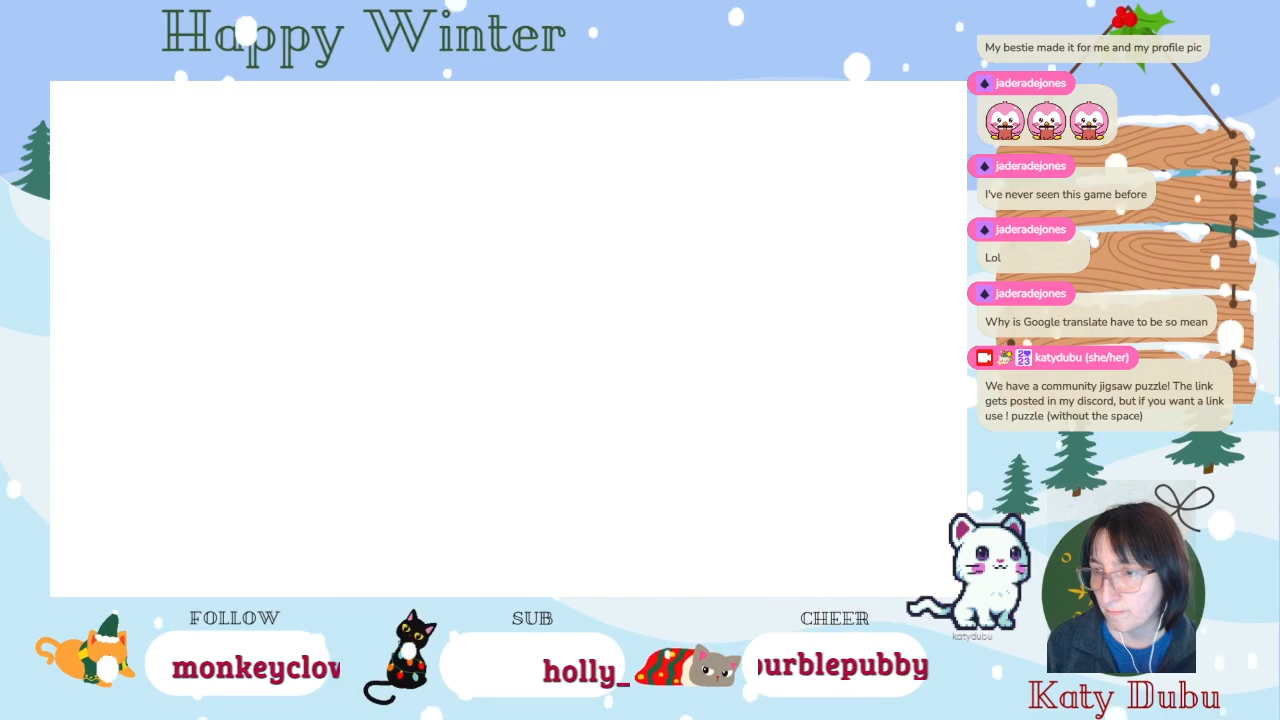 Happy Winter
My bestie made it for me and my profile pic
jaderadejones
jaderadejones
I've never seen this game before
jaderadejones
Lol
jaderadejones
Why is Google translate have to be so mean
katydubu (she/her)
We have a community jigsaw puzzle! The link
gets posted in my discord, but if you want a link
use ! puzzle (without the space)
katydubu
FOLLOW
SUB
CHEER
monkeyclov
holly_
purblepubby
Katy Dubu